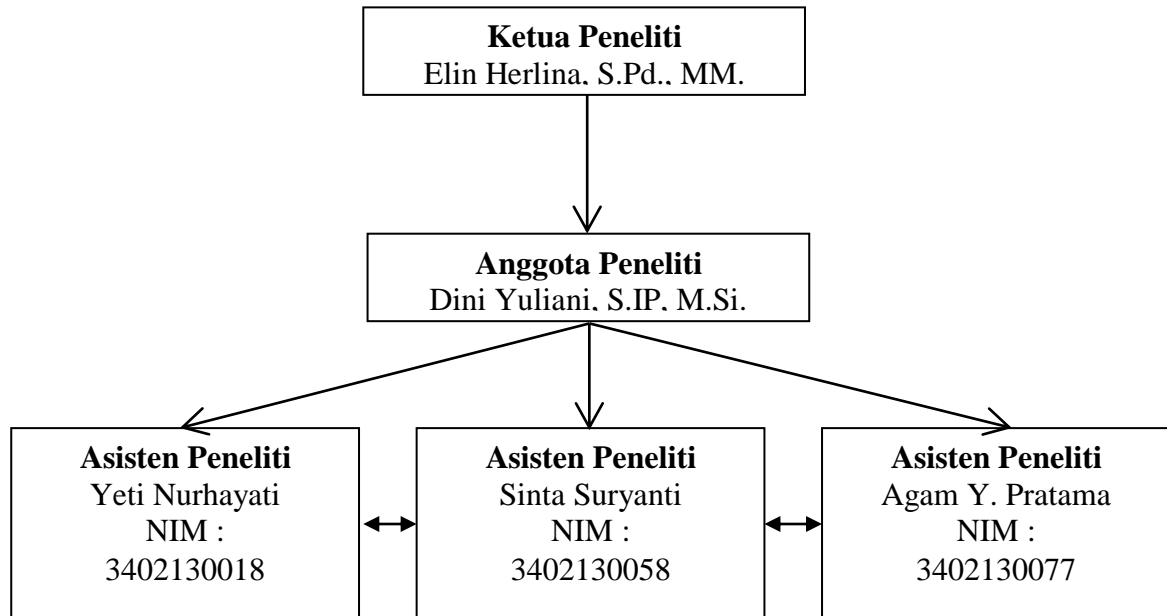 Ketua Peneliti
Elin Herlina, S.Pd., MM.
Anggota Peneliti
Dini Yuliani, S.IP, M.Si.
Asisten Peneliti
Yeti Nurhayati
NIM :
3402130018
Asisten Peneliti
Sinta Suryanti
NIM :
3402130058
Asisten Peneliti
Agam Y. Pratama
NIM :
3402130077